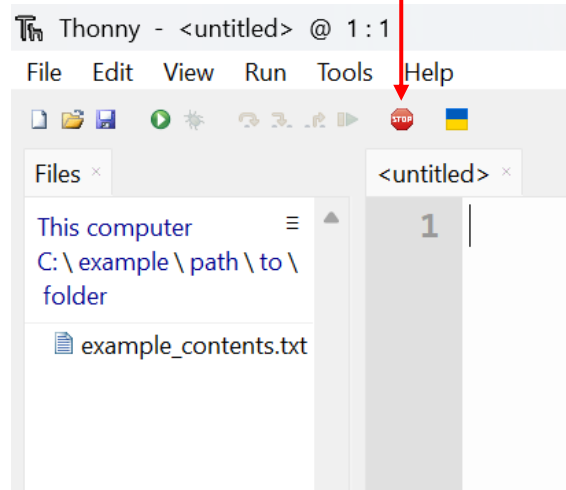 Th Thonny - <untitled> @ 1 : 1
File Edit View Run Tools Help
STOP
Files × <untitled> ×
This computer
C: \ example \ path \ to \
folder
example_contents.txt
1